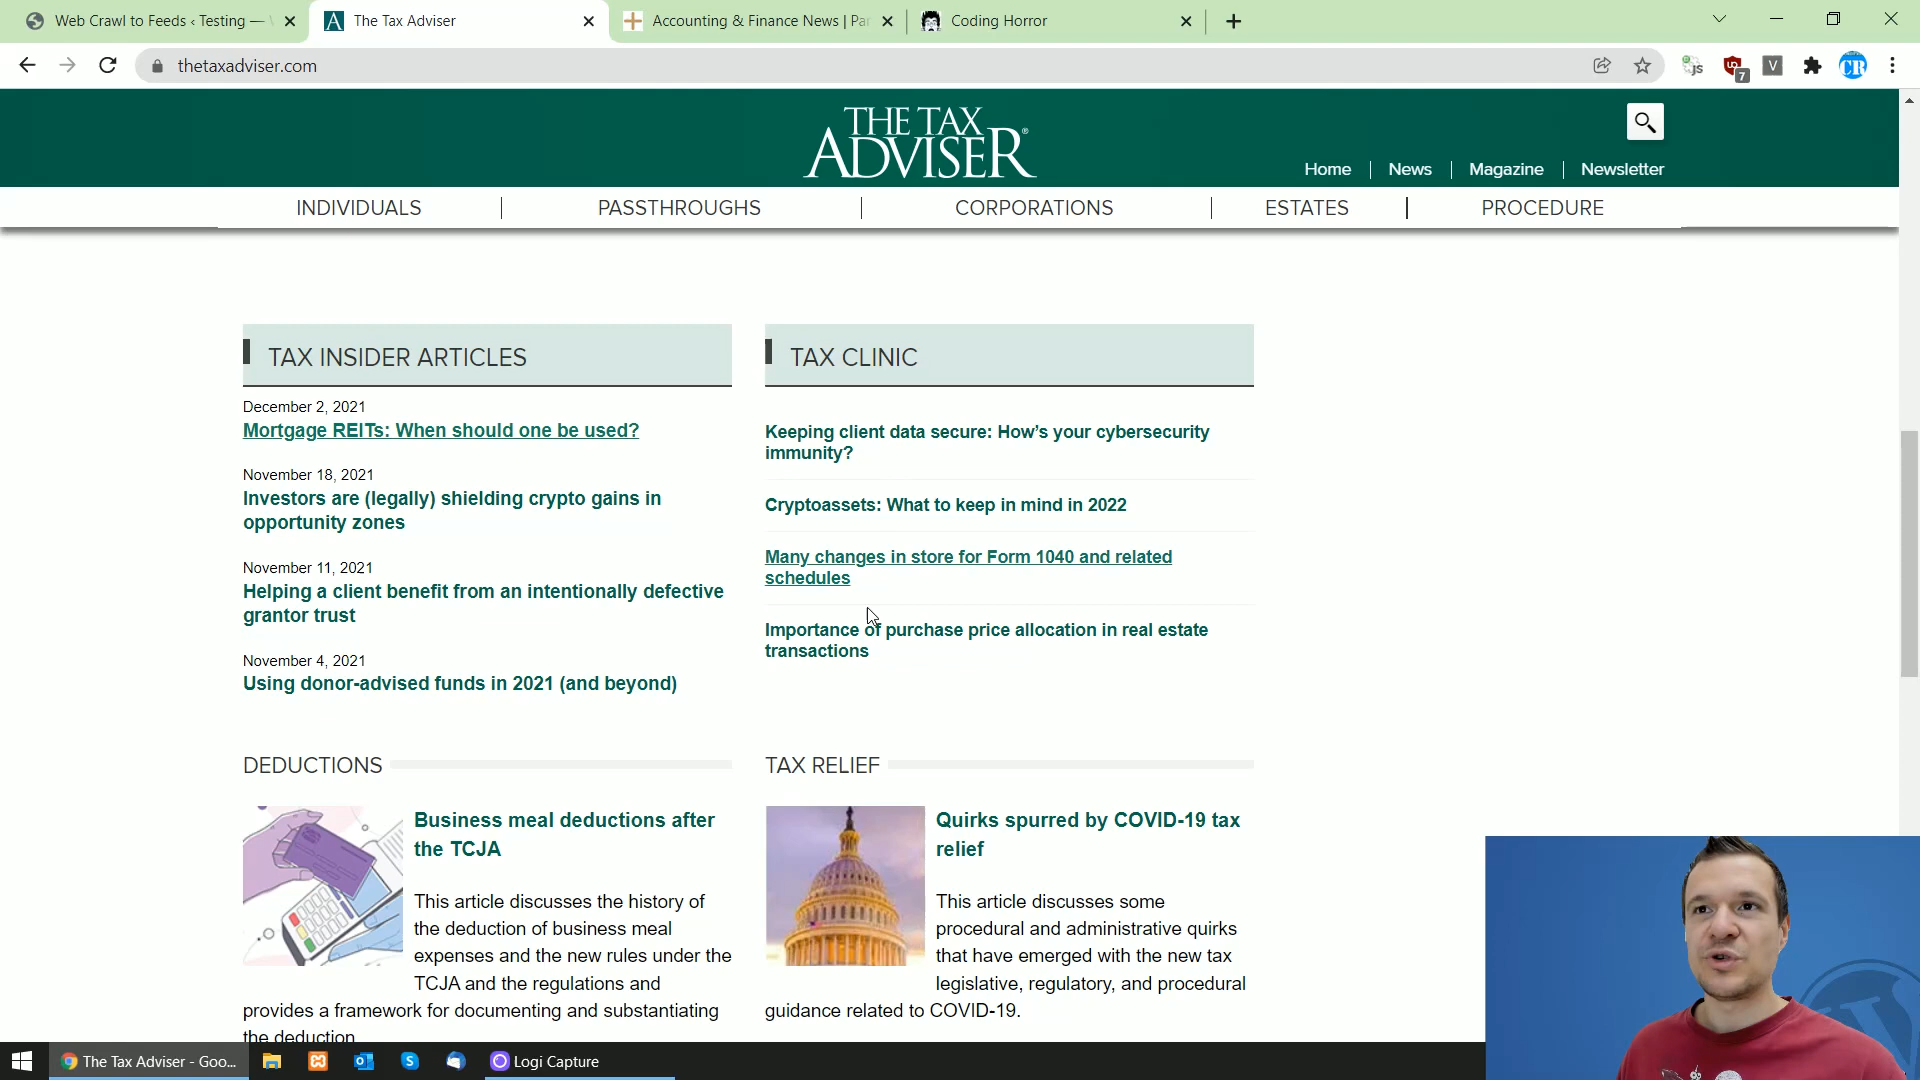 Web Crawl to Feeds ‹ Testing —
The Tax Adviser
Accounting & Finance News | Par
Coding Horror
thetaxadviser.com
JS
7
V
CR
THE TAX
ADVISER®
Home
News
Magazine
Newsletter
INDIVIDUALS
PASSTHROUGHS
CORPORATIONS
ESTATES
PROCEDURE
TAX INSIDER ARTICLES
December 2, 2021
Mortgage REITs: When should one be used?
November 18, 2021
Investors are (legally) shielding crypto gains in
opportunity zones
November 11, 2021
Helping a client benefit from an intentionally defective
grantor trust
November 4, 2021
Using donor-advised funds in 2021 (and beyond)
TAX CLINIC
Keeping client data secure: How’s your cybersecurity
immunity?
Cryptoassets: What to keep in mind in 2022
Many changes in store for Form 1040 and related
schedules
Importance of purchase price allocation in real estate
transactions
DEDUCTIONS
Business meal deductions after
the TCJA
This article discusses the history of
the deduction of business meal
expenses and the new rules under the
TCJA and the regulations and
provides a framework for documenting and substantiating
the deduction.
TAX RELIEF
Quirks spurred by COVID-19 tax
relief
This article discusses some
procedural and administrative quirks
that have emerged with the new tax
legislative, regulatory, and procedural
guidance related to COVID-19.
The Tax Adviser - Goo...
Logi Capture